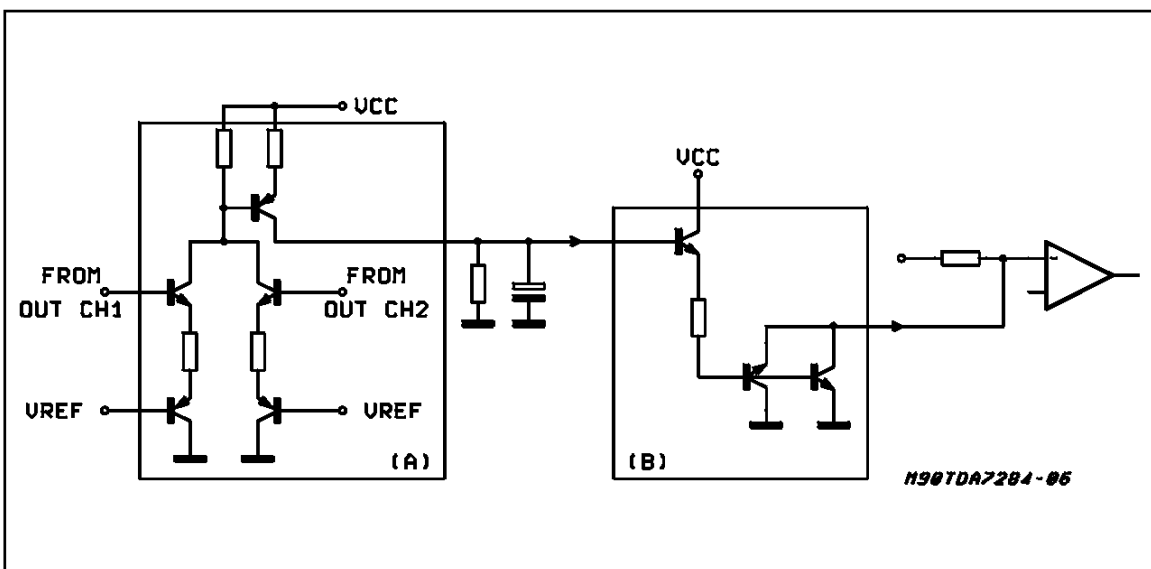 VCC
VCC
FROM
OUT CH1
FROM
OUT CH2
VREF
VREF
(A)
(B)
-
M90TDA7284-06